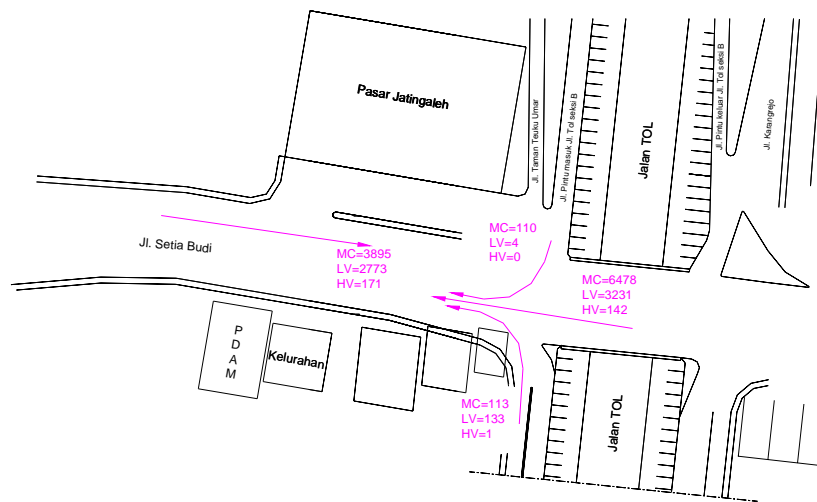 Pasar Jatingaleh
Jl. Taman Teuku Umar
Jl. Pintu masuk Jl. Tol seksi B
Jalan TOL
Jl. Pintu keluar Jl. Tol seksi B
Jl. Karangrejo
Jl. Setia Budi
MC=3895
LV=2773
HV=171
MC=110
LV=4
HV=0
MC=6478
LV=3231
HV=142
PDAM
Kelurahan
MC=113
LV=133
HV=1
Jalan TOL